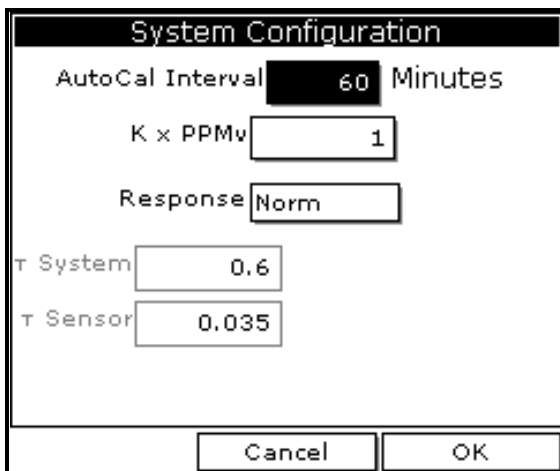 System Configuration
AutoCal Interval 60 Minutes
K x PPMv 1
Response Norm
τ System 0.6
τ Sensor 0.035
Cancel OK